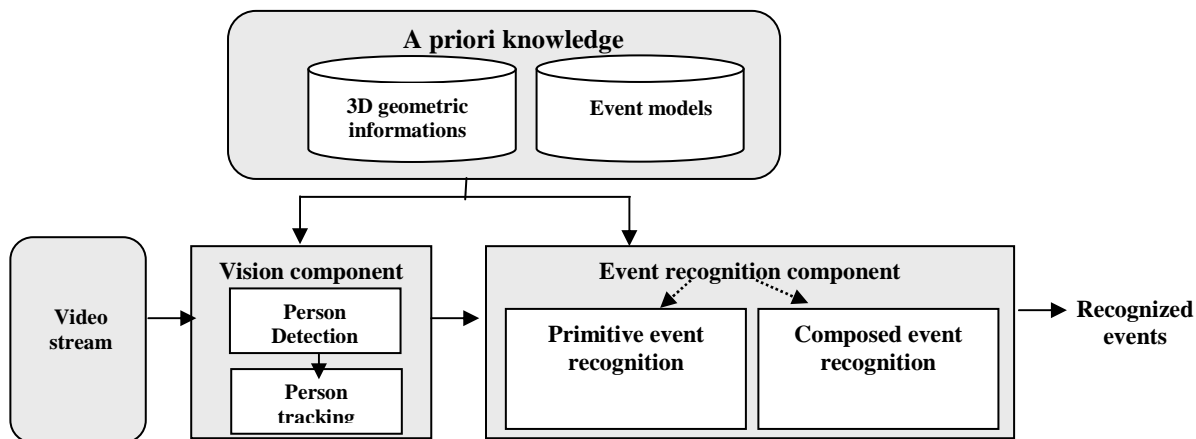 A priori knowledge
3D geometric
informations
Event models
Video
stream
Vision component
Person
Detection
Person
tracking
Event recognition component
Primitive event
recognition
Composed event
recognition
Recognized
events